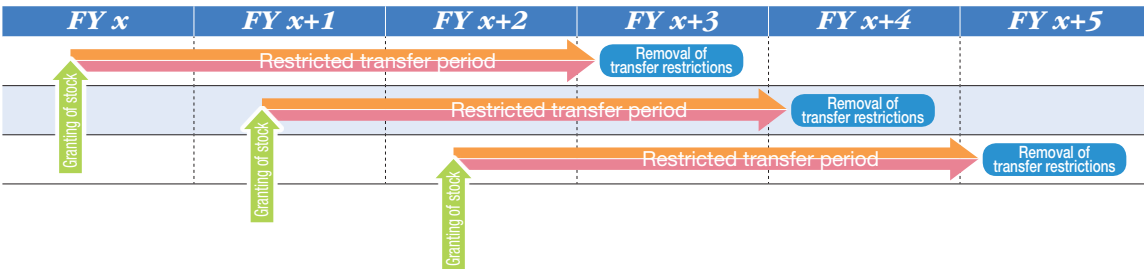 FY x FY x+1 FY x+2 FY x+3 FY x+4 FY x+5
Restricted transfer period
Removal of
transfer restrictions
Granting of stock
Restricted transfer period
Removal of
transfer restrictions
Granting of stock
Restricted transfer period
Removal of
transfer restrictions
Granting of stock